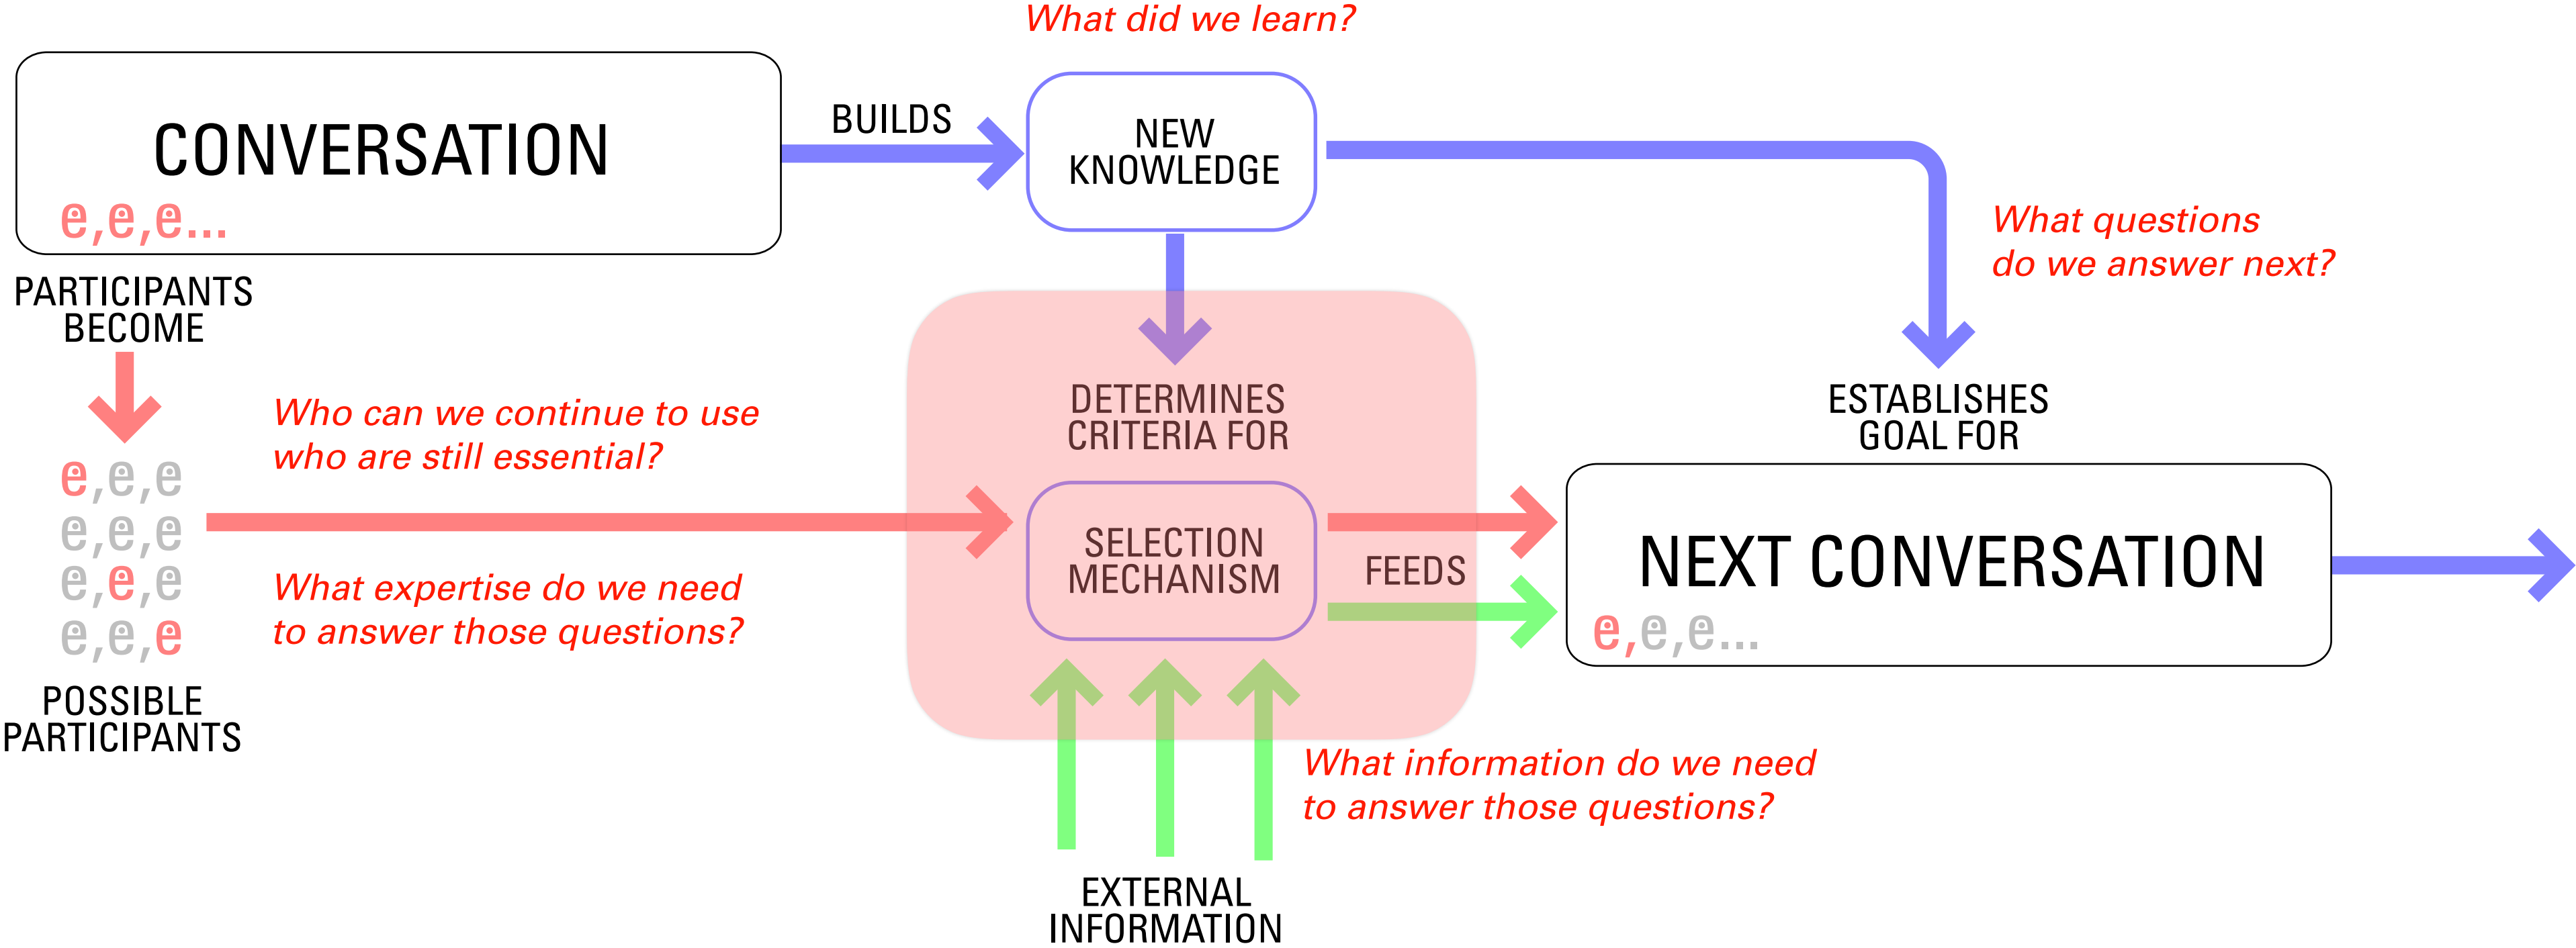 What did we learn?
CONVERSATION
e,e,e...
BUILDS
NEW
KNOWLEDGE
What questions
do we answer next?
PARTICIPANTS
BECOME
Who can we continue to use
who are still essential?
DETERMINES
CRITERIA FOR
ESTABLISHES
GOAL FOR
e,e,e
e,e,e
e,e,e
e,e,e
What expertise do we need
to answer those questions?
SELECTION
MECHANISM
FEEDS
NEXT CONVERSATION
e,e,e...
POSSIBLE
PARTICIPANTS
What information do we need
to answer those questions?
EXTERNAL
INFORMATION